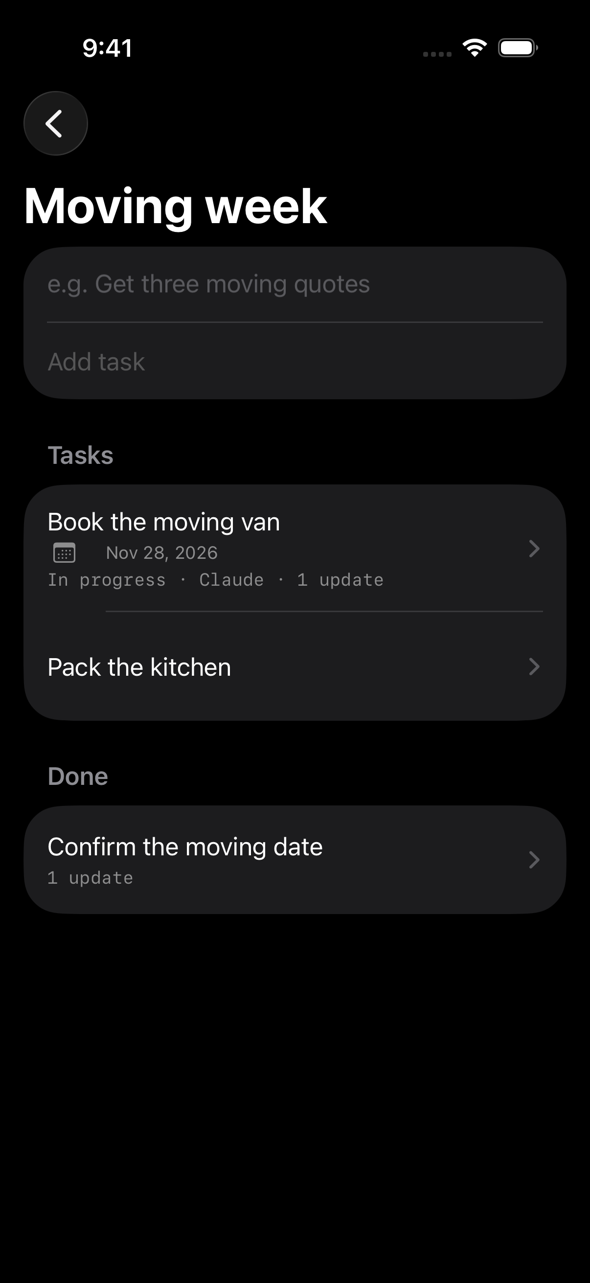 9:41
Moving week
e.g. Get three moving quotes
Add task
Tasks
Book the moving van
Nov 28, 2026
In progress · Claude · 1 update
Pack the kitchen
Done
Confirm the moving date
1 update